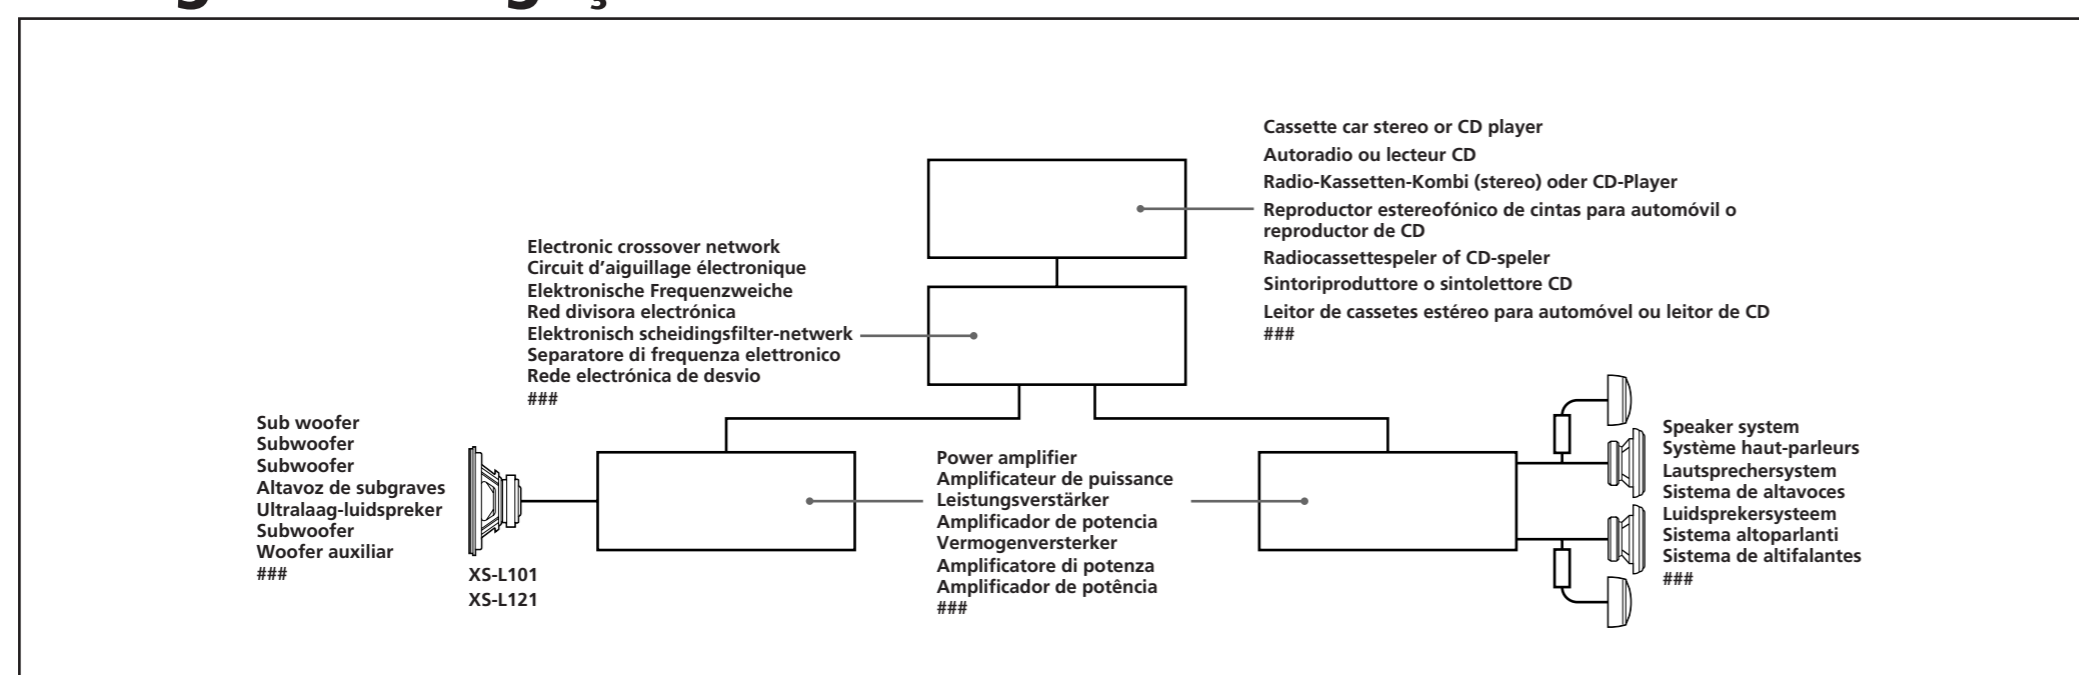 Cassette car stereo or CD player
Autoradio ou lecteur CD
Radio-Kassetten-Kombi (stereo) oder CD-Player
Reproductor estereofónico de cintas para automóvil o
reproductor de CD
Radiocassettespeler of CD-speler
Sintoriproduttore o sintolettore CD
Leitor de cassetes estéreo para automóvel ou leitor de CD
###
Electronic crossover network
Circuit d’aiguillage électronique
Elektronische Frequenzweiche
Red divisora electrónica
Elektronisch scheidingsfilter-netwerk
Separatore di frequenza elettronico
Rede electrónica de desvio
###
Sub woofer
Subwoofer
Subwoofer
Altavoz de subgraves
Ultralaag-luidspreker
Subwoofer
Woofer auxiliar
###
XS-L101
XS-L121
Power amplifier
Amplificateur de puissance
Leistungsverstärker
Amplificador de potencia
Vermogenversterker
Amplificatore di potenza
Amplificador de potência
###
Speaker system
Système haut-parleurs
Lautsprechersystem
Sistema de altavoces
Luidsprekersysteem
Sistema altoparlanti
Sistema de altifalantes
###